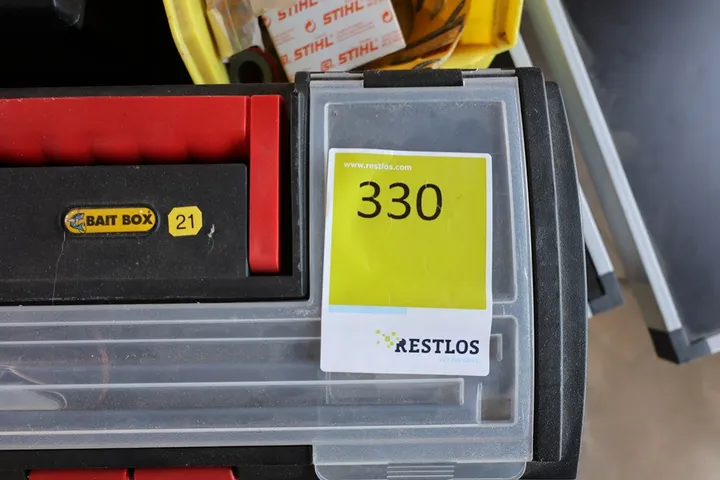 STIHL
STIHL STIHL
STIHL
BAIT BOX
21
www.restlos.com
330
RESTLOS